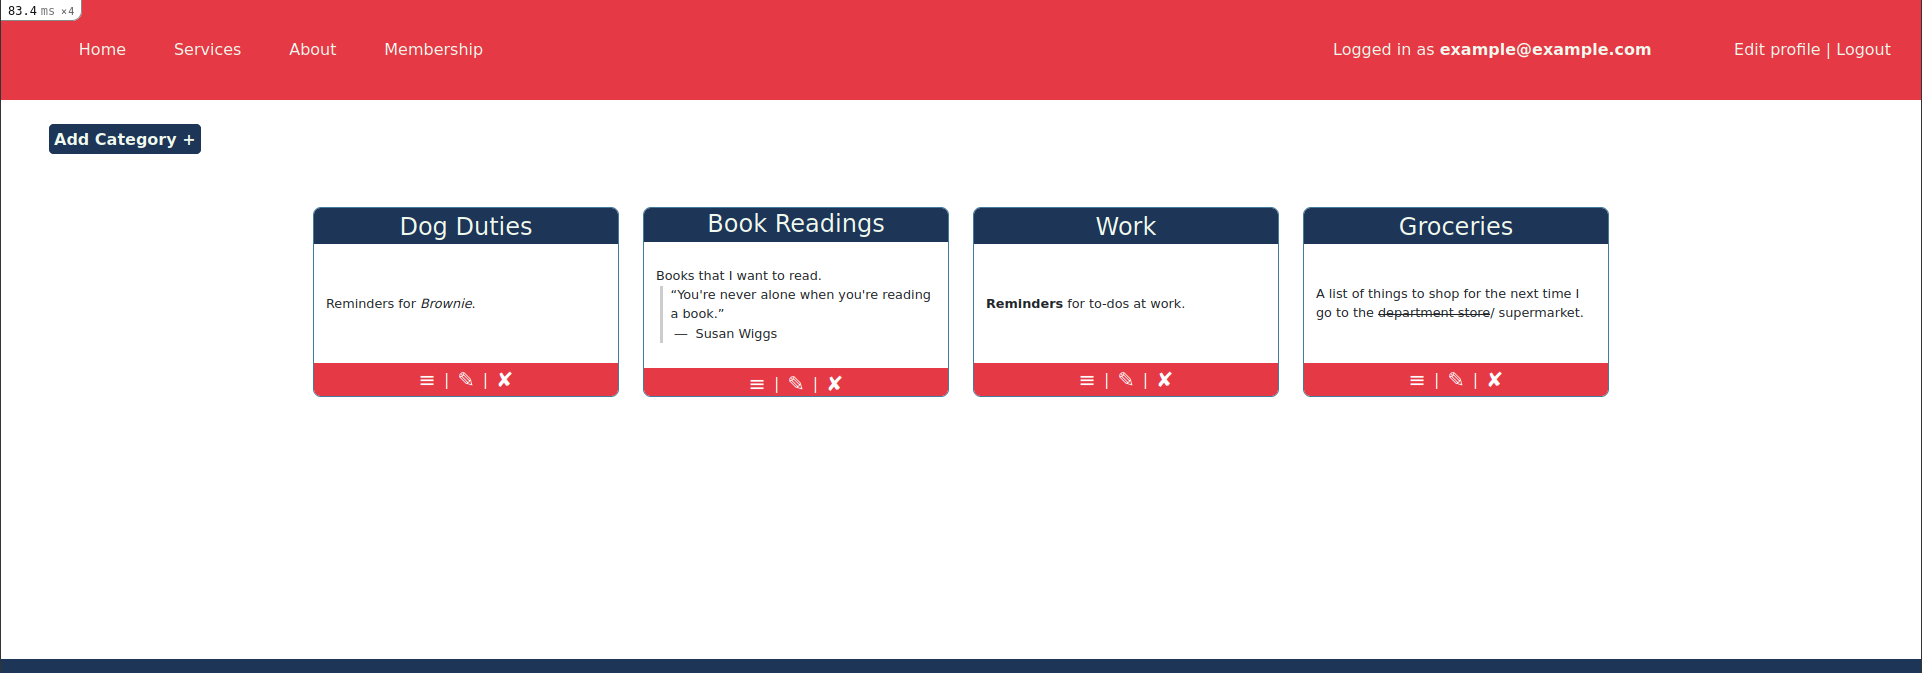 83.4 ms ×4
Home Services About Membership Logged in as example@example.com Edit profile | Logout
Add Category +
Dog Duties
Reminders for Brownie.
≡ | ✎ | ✘
Book Readings
Books that I want to read.
“You're never alone when you're reading
a book.”
— Susan Wiggs
≡ | ✎ | ✘
Work
Reminders for to-dos at work.
≡ | ✎ | ✘
Groceries
A list of things to shop for the next time I
go to the department store/ supermarket.
≡ | ✎ | ✘